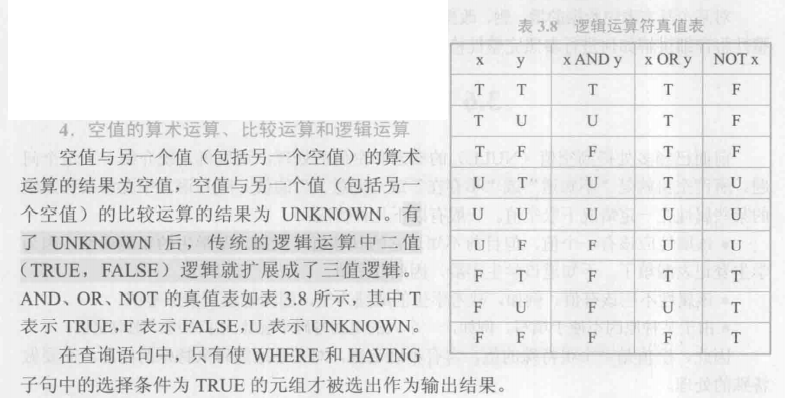 表 3.8 逻辑运算符真值表
x y x AND y x OR y NOT x
T T T T F
T U U T F
T F F T F
U T U T U
U U U U U
U F F U U
F T F T T
F U F U T
F F F F T
4．空值的算术运算、比较运算和逻辑运算
空值与另一个值（包括另一个空值）的算术
运算的结果为空值，空值与另一个值（包括另一
个空值）的比较运算的结果为 UNKNOWN。有
了 UNKNOWN 后，传统的逻辑运算中二值
（TRUE，FALSE）逻辑就扩展成了三值逻辑。
AND、OR、NOT 的真值表如表 3.8 所示，其中 T
表示 TRUE,F 表示 FALSE,U 表示 UNKNOWN。
在查询语句中，只有使 WHERE 和 HAVING
子句中的选择条件为 TRUE 的元组才被选出作为输出结果。